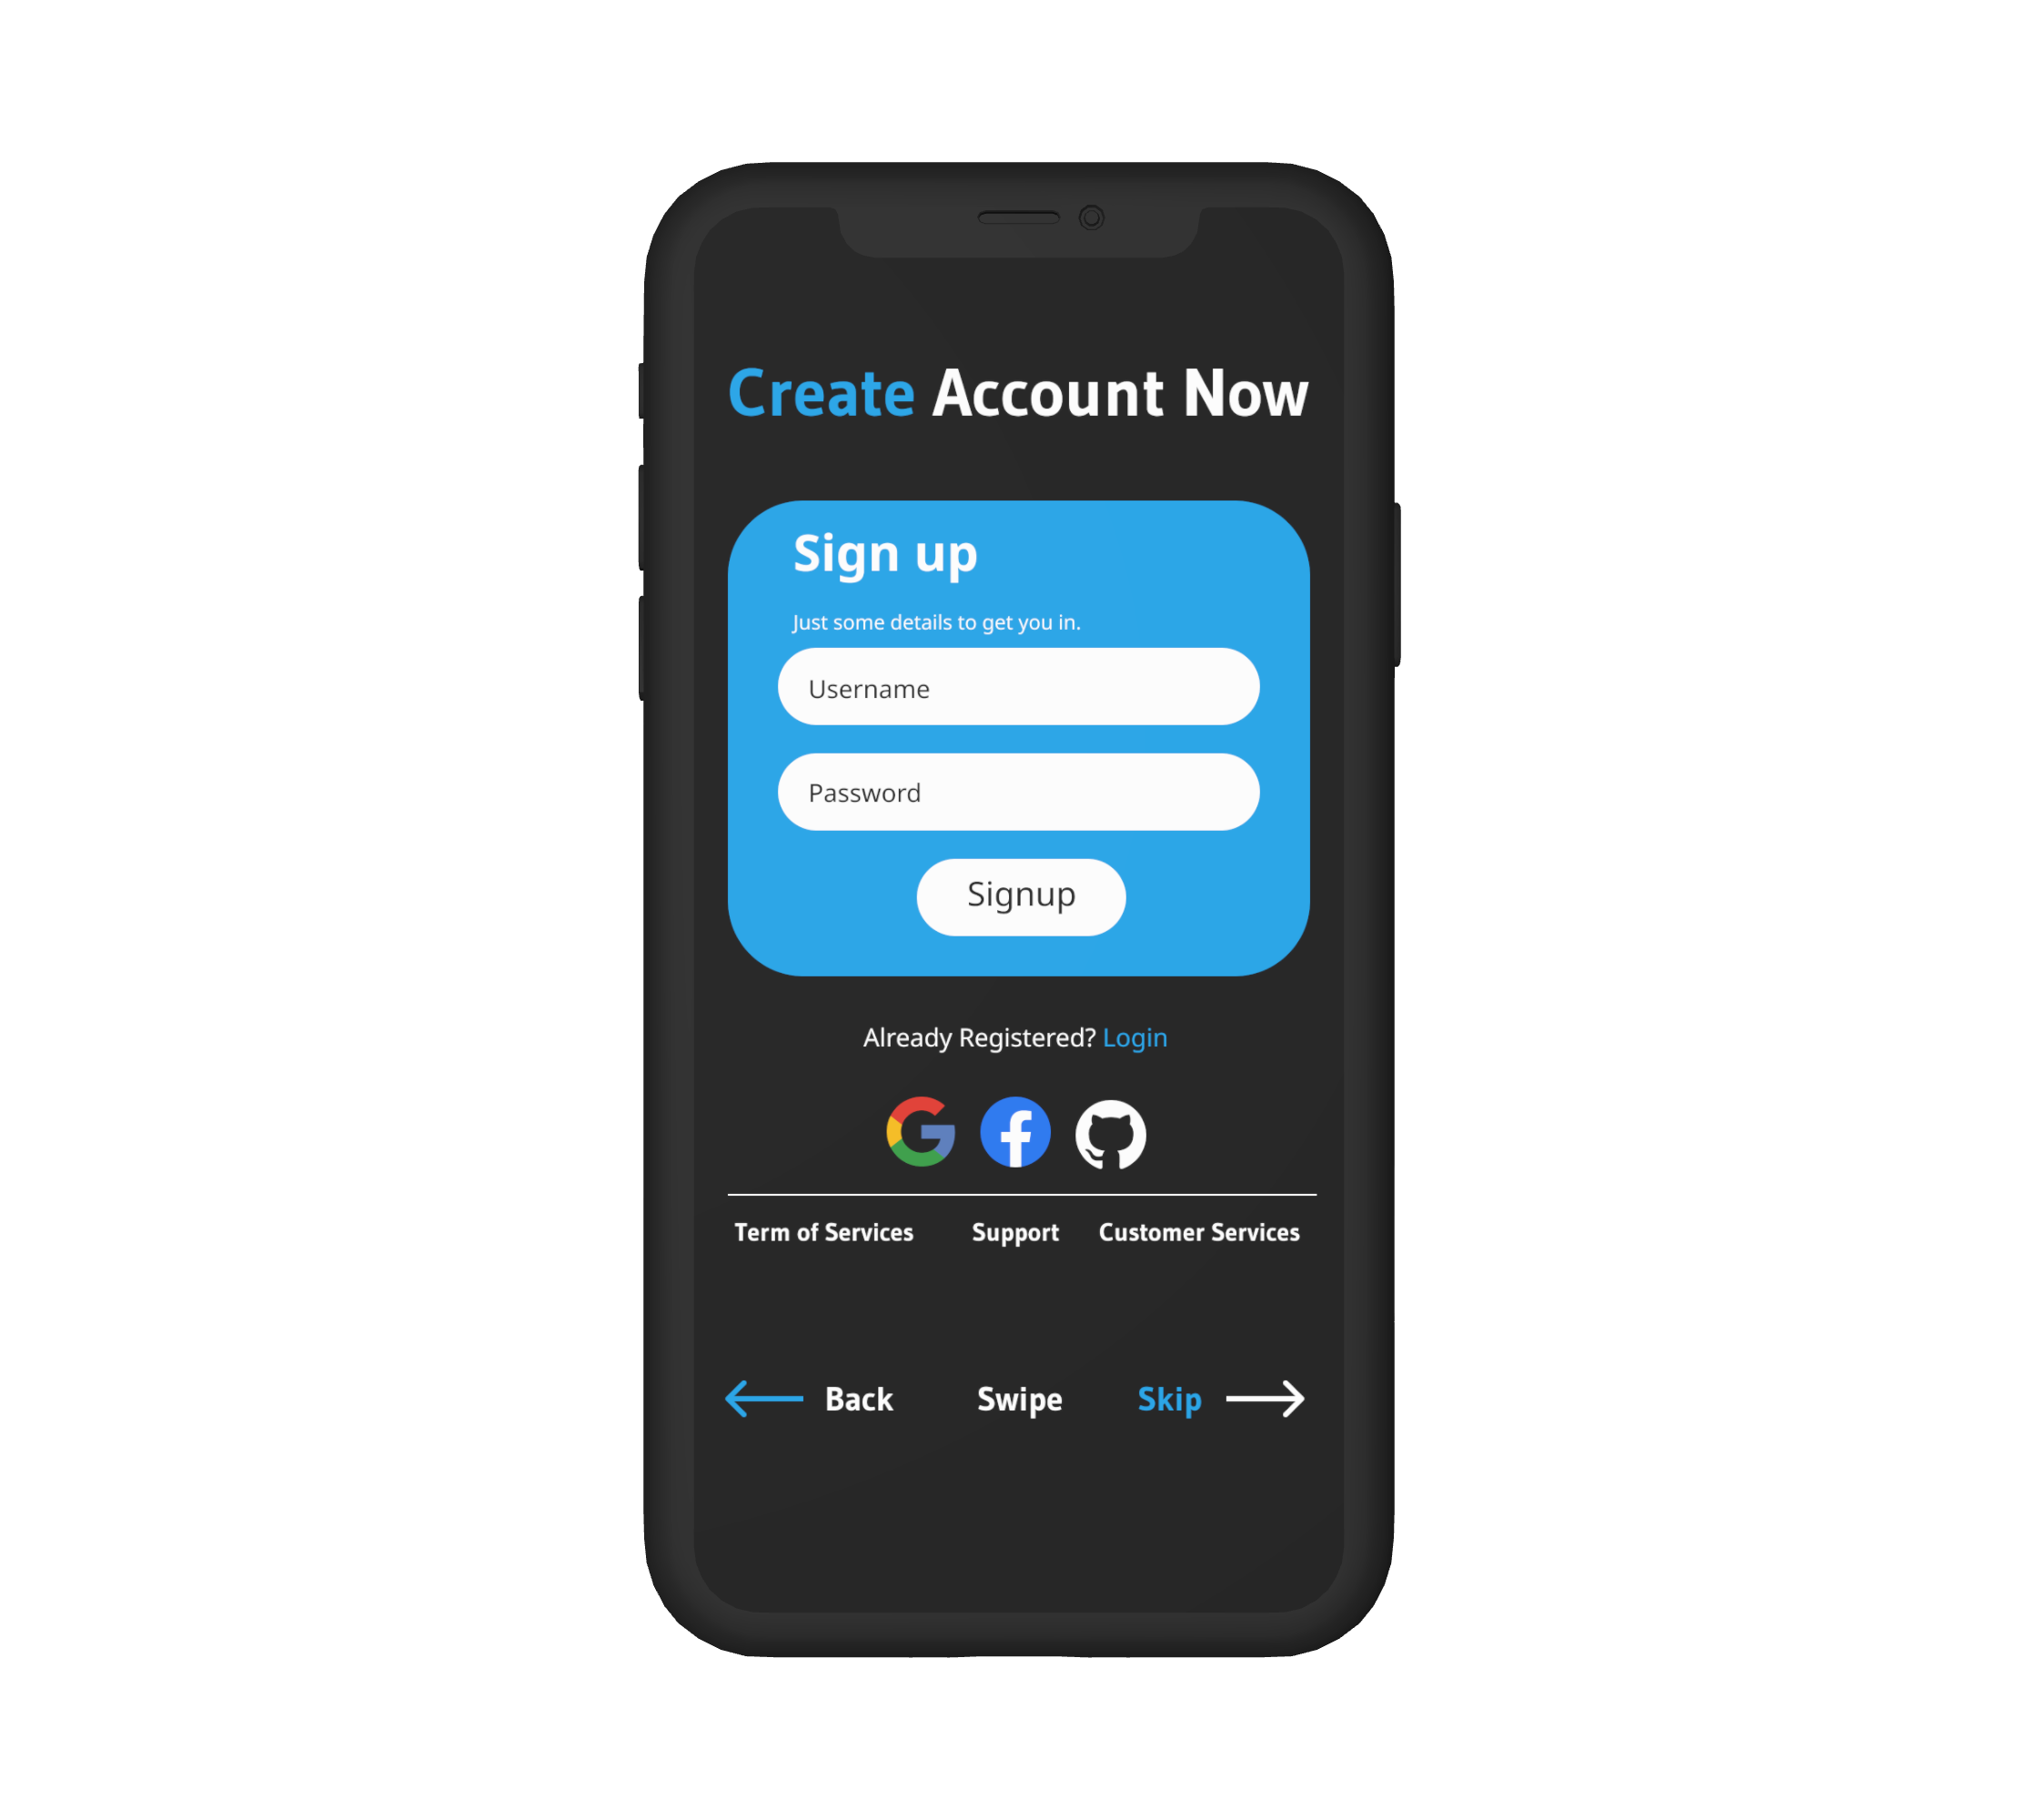 Create Account Now
Sign up
Just some details to get you in.
Username
Password
Signup
Already Registered? Login
Term of Services Support Customer Services
Back Swipe Skip